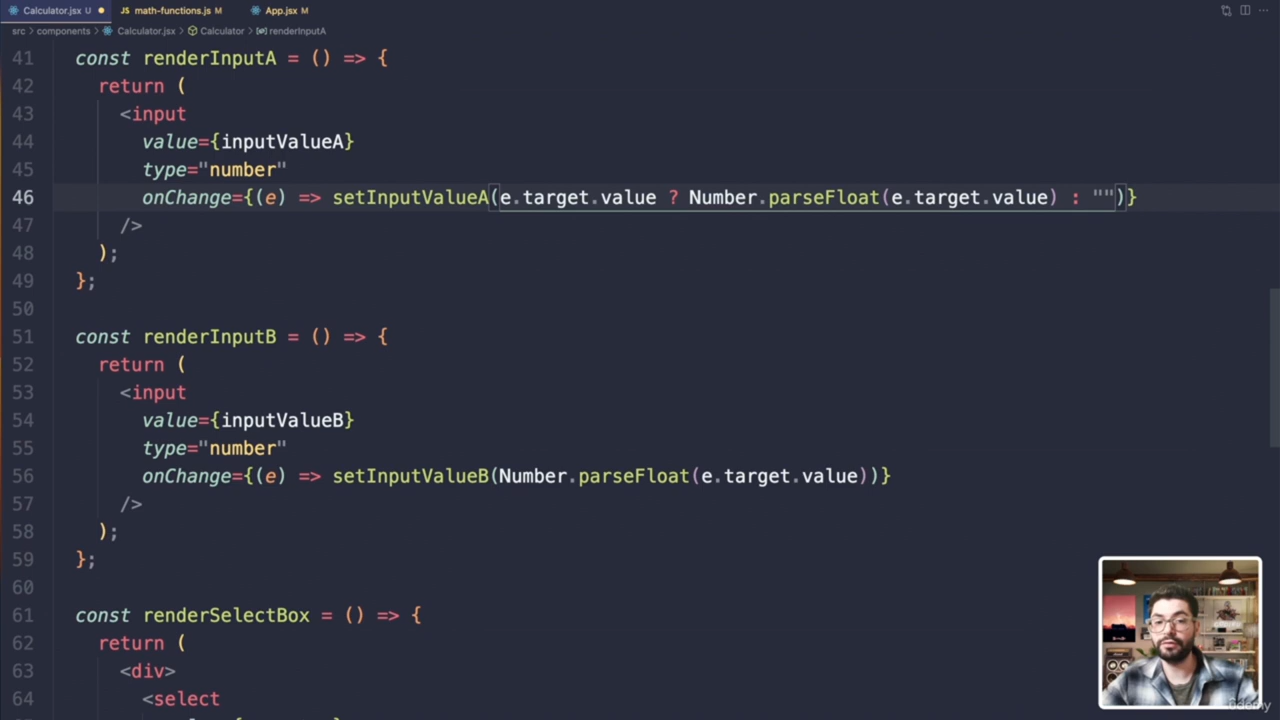 Calculator.jsx U
JS math-functions.js M
App.jsx M
src > components > Calculator.jsx > Calculator > renderInputA
41 const renderInputA = () => {
42 return (
43 <input
44 value={inputValueA}
45 type="number"
46 onChange={(e) => setInputValueA(e.target.value ? Number.parseFloat(e.target.value) : "")}
47 />
48 );
49 };
50
51 const renderInputB = () => {
52 return (
53 <input
54 value={inputValueB}
55 type="number"
56 onChange={(e) => setInputValueB(Number.parseFloat(e.target.value))}
57 />
58 );
59 };
60
61 const renderSelectBox = () => {
62 return (
63 <div>
64 <select
ûdemy